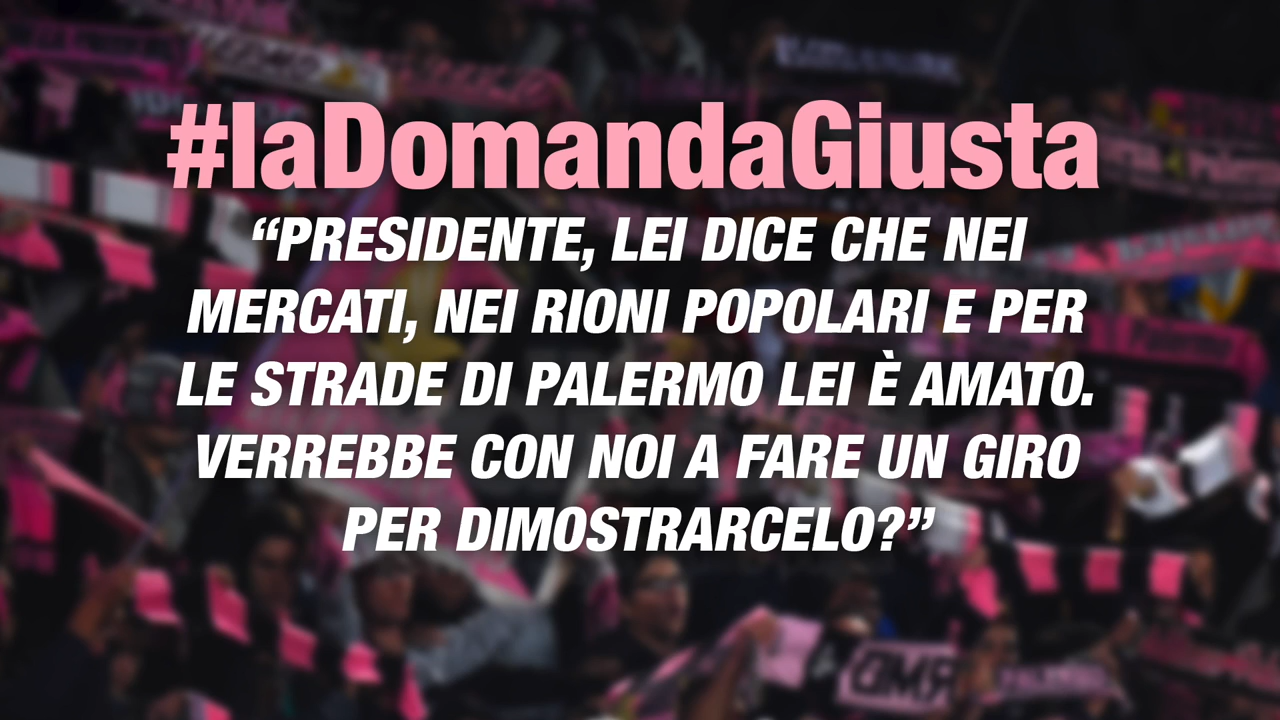 #laDomandaGiusta
“PRESIDENTE, LEI DICE CHE NEI
MERCATI, NEI RIONI POPOLARI E PER
LE STRADE DI PALERMO LEI È AMATO.
VERREBBE CON NOI A FARE UN GIRO
PER DIMOSTRARCELO?”